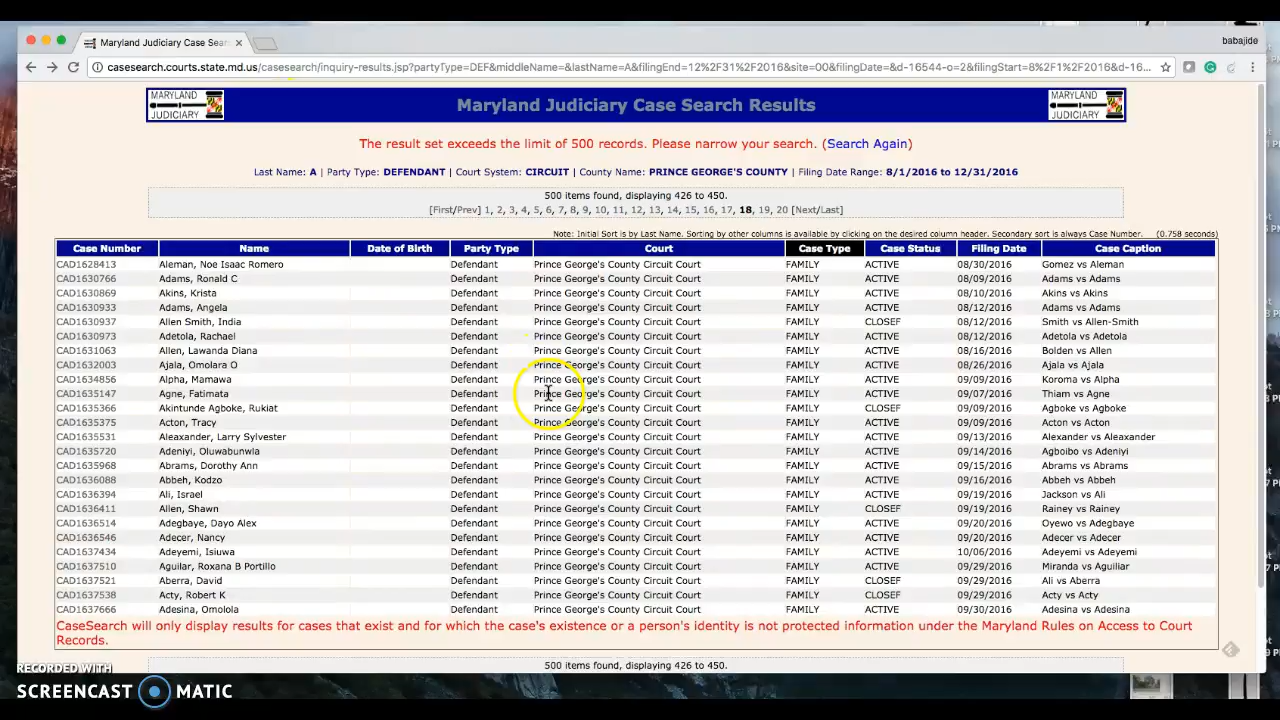 Maryland Judiciary Case Sear
babajide
casesearch.courts.state.md.us/casesearch/inquiry-results.jsp?partyType=DEF&middleName=&lastName=A&filingEnd=12%2F31%2F2016&site=00&filingDate=&d-16544-o=2&filingStart=8%2F1%2F2016&d-16...
MARYLAND JUDICIARY
Maryland Judiciary Case Search Results
MARYLAND JUDICIARY
The result set exceeds the limit of 500 records. Please narrow your search. (Search Again)
Last Name: A | Party Type: DEFENDANT | Court System: CIRCUIT | County Name: PRINCE GEORGE'S COUNTY | Filing Date Range: 8/1/2016 to 12/31/2016
500 items found, displaying 426 to 450.
[First/Prev] 1, 2, 3, 4, 5, 6, 7, 8, 9, 10, 11, 12, 13, 14, 15, 16, 17, 18, 19, 20 [Next/Last]
Note: Initial Sort is by Last Name. Sorting by other columns is available by clicking on the desired column header. Secondary sort is always Case Number. (0.758 seconds)
Case Number Name Date of Birth Party Type Court Case Type Case Status Filing Date Case Caption
CAD1628413 Aleman, Noe Isaac Romero Defendant Prince George's County Circuit Court FAMILY ACTIVE 08/30/2016 Gomez vs Aleman
CAD1630766 Adams, Ronald C Defendant Prince George's County Circuit Court FAMILY ACTIVE 08/09/2016 Adams vs Adams
CAD1630869 Akins, Krista Defendant Prince George's County Circuit Court FAMILY ACTIVE 08/10/2016 Akins vs Akins
CAD1630933 Adams, Angela Defendant Prince George's County Circuit Court FAMILY ACTIVE 08/12/2016 Adams vs Adams
CAD1630937 Allen Smith, India Defendant Prince George's County Circuit Court FAMILY CLOSEF 08/12/2016 Smith vs Allen-Smith
CAD1630973 Adetola, Rachael Defendant Prince George's County Circuit Court FAMILY ACTIVE 08/12/2016 Adetola vs Adetola
CAD1631063 Allen, Lawanda Diana Defendant Prince George's County Circuit Court FAMILY ACTIVE 08/16/2016 Bolden vs Allen
CAD1632003 Ajala, Omolara O Defendant Prince George's County Circuit Court FAMILY ACTIVE 08/26/2016 Ajala vs Ajala
CAD1634856 Alpha, Mamawa Defendant Prince George's County Circuit Court FAMILY ACTIVE 09/09/2016 Koroma vs Alpha
CAD1635147 Agne, Fatimata Defendant Prince George's County Circuit Court FAMILY ACTIVE 09/07/2016 Thiam vs Agne
CAD1635366 Akintunde Agboke, Rukiat Defendant Prince George's County Circuit Court FAMILY CLOSEF 09/09/2016 Agboke vs Agboke
CAD1635375 Acton, Tracy Defendant Prince George's County Circuit Court FAMILY ACTIVE 09/09/2016 Acton vs Acton
CAD1635531 Aleaxander, Larry Sylvester Defendant Prince George's County Circuit Court FAMILY ACTIVE 09/13/2016 Alexander vs Aleaxander
CAD1635720 Adeniyi, Oluwabunwla Defendant Prince George's County Circuit Court FAMILY ACTIVE 09/14/2016 Agboibo vs Adeniyi
CAD1635968 Abrams, Dorothy Ann Defendant Prince George's County Circuit Court FAMILY ACTIVE 09/15/2016 Abrams vs Abrams
CAD1636088 Abbeh, Kodzo Defendant Prince George's County Circuit Court FAMILY ACTIVE 09/16/2016 Abbeh vs Abbeh
CAD1636394 Ali, Israel Defendant Prince George's County Circuit Court FAMILY ACTIVE 09/19/2016 Jackson vs Ali
CAD1636411 Allen, Shawn Defendant Prince George's County Circuit Court FAMILY CLOSEF 09/19/2016 Rainey vs Rainey
CAD1636514 Adegbaye, Dayo Alex Defendant Prince George's County Circuit Court FAMILY ACTIVE 09/20/2016 Oyewo vs Adegbaye
CAD1636546 Adecer, Nancy Defendant Prince George's County Circuit Court FAMILY ACTIVE 09/20/2016 Adecer vs Adecer
CAD1637434 Adeyemi, Isiuwa Defendant Prince George's County Circuit Court FAMILY ACTIVE 10/06/2016 Adeyemi vs Adeyemi
CAD1637510 Aguilar, Roxana B Portillo Defendant Prince George's County Circuit Court FAMILY ACTIVE 09/29/2016 Miranda vs Aguiliar
CAD1637521 Aberra, David Defendant Prince George's County Circuit Court FAMILY CLOSEF 09/29/2016 Ali vs Aberra
CAD1637538 Acty, Robert K Defendant Prince George's County Circuit Court FAMILY CLOSEF 09/29/2016 Acty vs Acty
CAD1637666 Adesina, Omolola Defendant Prince George's County Circuit Court FAMILY ACTIVE 09/30/2016 Adesina vs Adesina
CaseSearch will only display results for cases that exist and for which the case's existence or a person's identity is not protected information under the Maryland Rules on Access to Court
Records.
500 items found, displaying 426 to 450.
RECORDED WITH
SCREENCAST MATIC